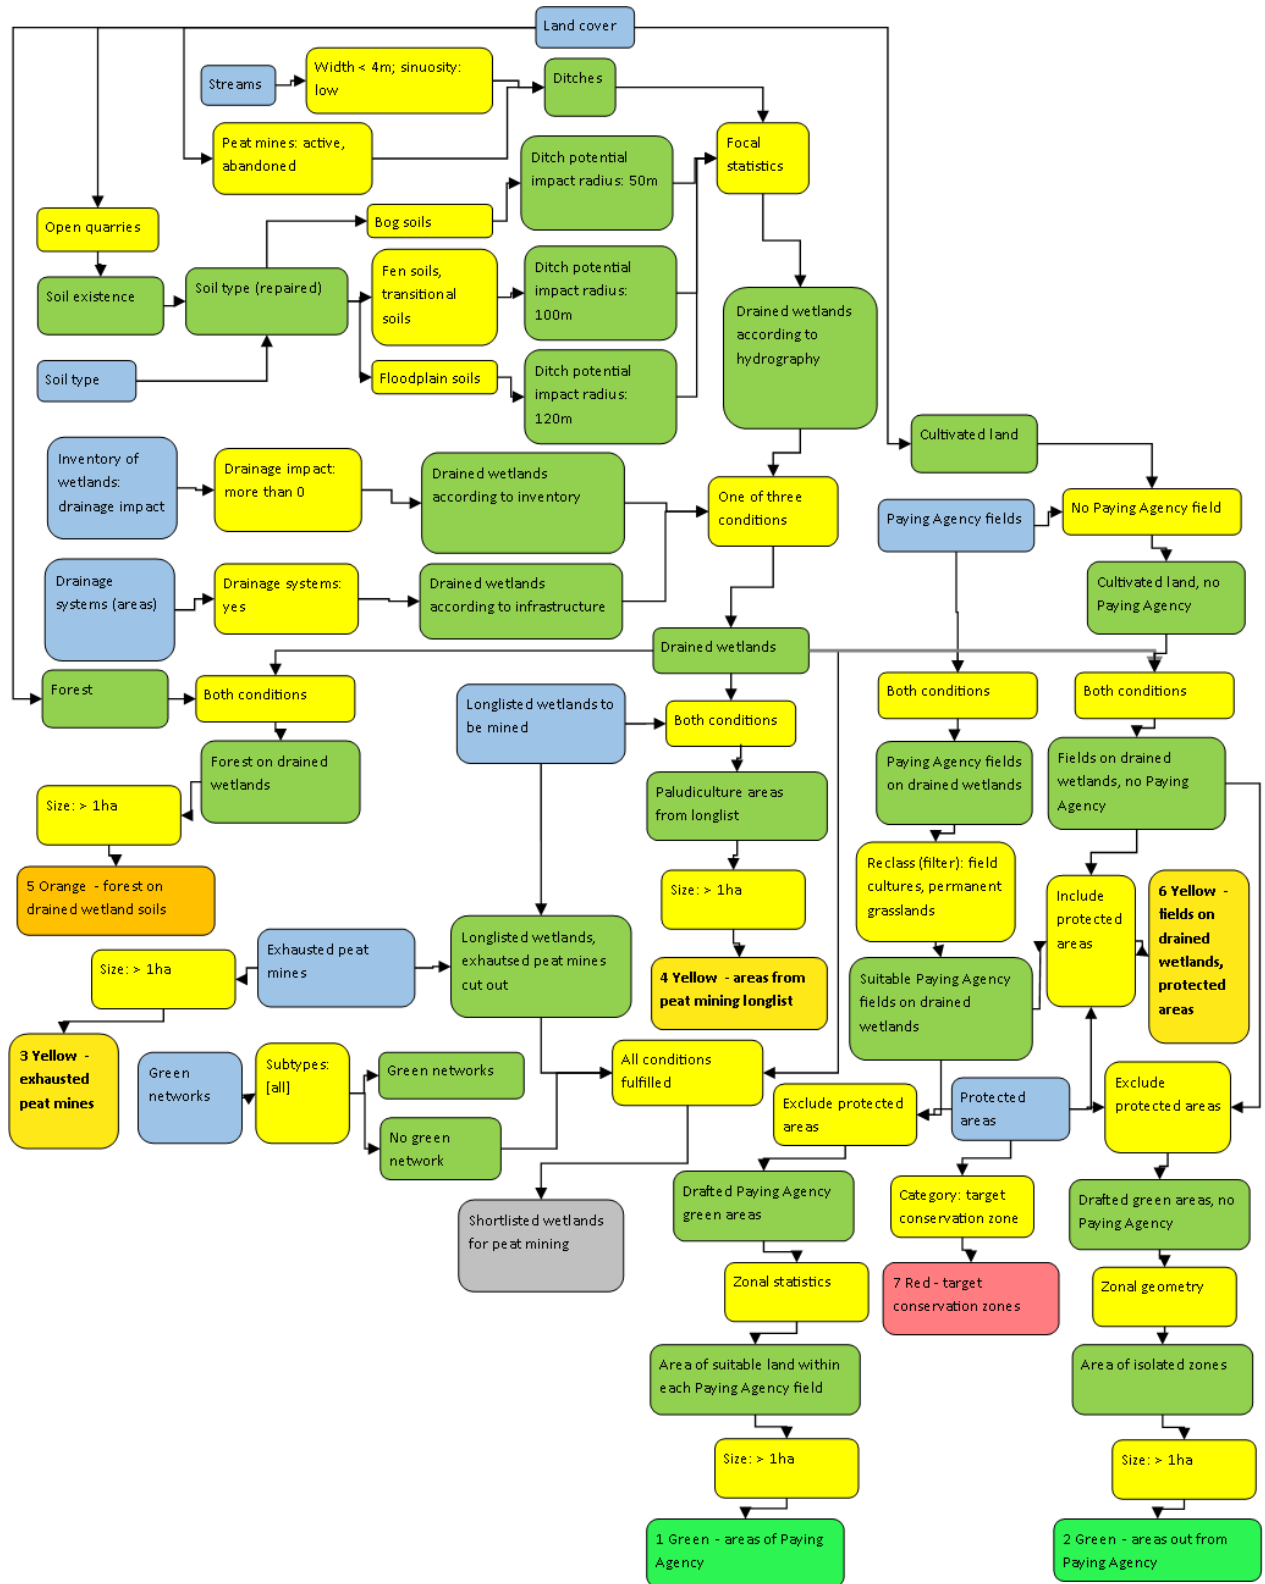 Land cover
Streams
Width < 4m; sinuosity:
low
Ditches
Peat mines: active,
abandoned
Focal
statistics
Ditch potential
impact radius: 50m
Open quarries
Bog soils
Soil existence
Soil type (repaired)
Fen soils,
transitional
soils
Ditch potential
impact radius:
100m
Drained wetlands
according to
hydrography
Soil type
Floodplain soils
Ditch potential
impact radius:
120m
Cultivated land
Inventory of
wetlands:
drainage impact
Drainage impact:
more than 0
Drained wetlands
according to inventory
One of three
conditions
Paying Agency fields
No Paying Agency field
Drainage
systems (areas)
Drainage systems:
yes
Drained wetlands
according to infrastructure
Cultivated land, no
Paying Agency
Drained wetlands
Forest
Both conditions
Longlisted wetlands to
be mined
Both conditions
Both conditions
Both conditions
Forest on drained
wetlands
Paludiculture areas
from longlist
Paying Agency fields
on drained wetlands
Fields on drained
wetlands, no Paying
Agency
Size: > 1ha
5 Orange - forest on
drained wetland soils
Size: > 1ha
Reclass (filter): field
cultures, permanent
grasslands
Include
protected
areas
6 Yellow -
fields on
drained
wetlands,
protected
areas
Size: > 1ha
Exhausted peat
mines
Longlisted wetlands,
exhautsed peat mines
cut out
4 Yellow - areas from
peat mining longlist
Suitable Paying Agency
fields on drained
wetlands
3 Yellow -
exhausted
peat mines
Green
networks
Subtypes:
[all]
Green networks
No green
network
All conditions
fulfilled
Exclude protected
areas
Protected
areas
Exclude
protected areas
Shortlisted wetlands
for peat mining
Drafted Paying Agency
green areas
Category: target
conservation zone
Drafted green areas, no
Paying Agency
Zonal statistics
7 Red - target
conservation zones
Zonal geometry
Area of suitable land within
each Paying Agency field
Area of isolated zones
Size: > 1ha
Size: > 1ha
1 Green - areas of Paying
Agency
2 Green - areas out from
Paying Agency